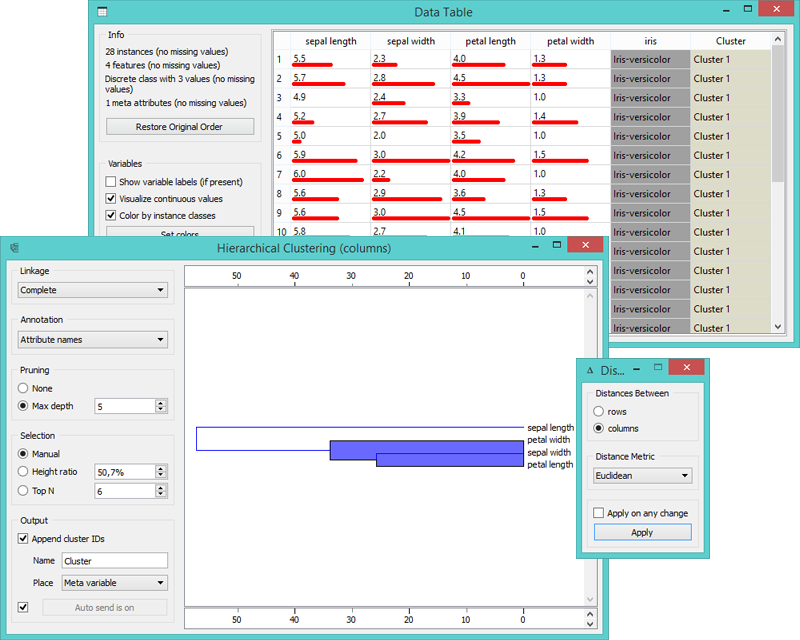 Data Table
Info
28 instances (no missing values)
4 features (no missing values)
Discrete class with 3 values (no missing
values)
1 meta attributes (no missing values)
Restore Original Order
Variables
Show variable labels (if present)
Visualize continuous values
Color by instance classes
Set colors
sepal length sepal width petal length petal width iris Cluster
1 5.5 2.3 4.0 1.3 Iris-versicolor Cluster 1
2 5.7 2.8 4.5 1.3 Iris-versicolor Cluster 1
3 4.9 2.4 3.3 1.0 Iris-versicolor Cluster 1
4 5.2 2.7 3.9 1.4 Iris-versicolor Cluster 1
5 5.0 2.0 3.5 1.0 Iris-versicolor Cluster 1
6 5.9 3.0 4.2 1.5 Iris-versicolor Cluster 1
7 6.0 2.2 4.0 1.0 Iris-versicolor Cluster 1
8 5.6 2.9 3.6 1.3 Iris-versicolor Cluster 1
9 5.6 3.0 4.5 1.5 Iris-versicolor Cluster 1
10 5.8 2.7 4.1 1.0 Iris-versicolor Cluster 1
Iris-versicolor Cluster 1
Iris-versicolor Cluster 1
Iris-versicolor Cluster 1
Iris-versicolor Cluster 1
Iris-versicolor Cluster 1
Hierarchical Clustering (columns)
Linkage
Complete
Annotation
Attribute names
Pruning
None
Max depth 5
Selection
Manual
Height ratio 50,7%
Top N 6
Output
Append cluster IDs
Name Cluster
Place Meta variable
Auto send is on
50 40 30 20 10 0
sepal length
petal width
sepal width
petal length
50 40 30 20 10 0
Dis...
Distances Between
rows
columns
Distance Metric
Euclidean
Apply on any change
Apply